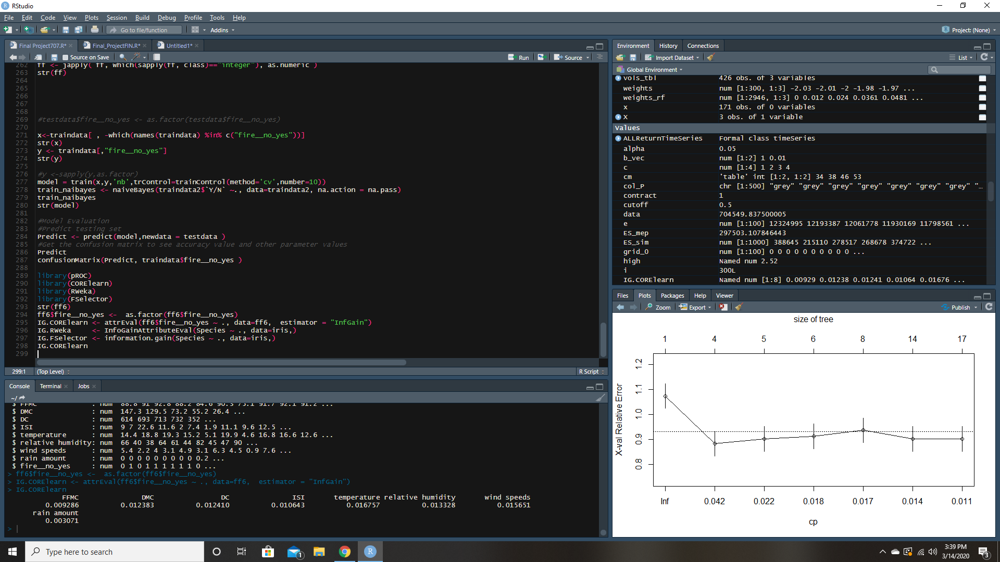 RStudio
File Edit Code View Plots Session Build Debug Profile Tools Help
Go to file/function Addins Project: (None)
Final Project707.R* Final_ProjectFIN.R* Untitled1*
Source on Save Run Source
262 ff <- japply( ff, which(sapply(ff, class)=="integer"), as.numeric )
263 str(ff)
264
265
266
267
268
269 #testdata$fire__no_yes <- as.factor(testdata$fire__no_yes)
270
271 x<-traindata[ , -which(names(traindata) %in% c("fire__no_yes"))]
272 str(x)
273 y <- traindata[,"fire__no_yes"]
274 str(y)
275
276 #y <-sapply(y,as.factor)
277 model = train(x,y,'nb',trControl=trainControl(method='cv',number=10))
278 train_naibayes <- naiveBayes(traindata2$`Y/N` ~., data=traindata2, na.action = na.pass)
279 train_naibayes
280 str(model)
281
282 #Model Evaluation
283 #Predict testing set
284 Predict <- predict(model,newdata = testdata )
285 #Get the confusion matrix to see accuracy value and other parameter values
286 Predict
287 confusionMatrix(Predict, traindata$fire__no_yes )
288
289 library(pROC)
290 library(CORElearn)
291 library(RWeka)
292 library(FSelector)
293 str(ff6)
294 ff6$fire__no_yes <-  as.factor(ff6$fire__no_yes)
295 IG.CORElearn <- attrEval(ff6$fire__no_yes ~ ., data=ff6,  estimator = "InfGain")
296 IG.RWeka     <- InfoGainAttributeEval(Species ~ ., data=iris,)
297 IG.FSelector <- information.gain(Species ~ ., data=iris,)
298 IG.CORElearn
299
299:1 (Top Level) R Script
Console Terminal Jobs
~/
$ FFMC : num 88.8 91 92.8 88.2 84.6 90.3 75.1 91.7 92.1 91.2 ...
$ DMC : num 147.3 129.5 73.2 55.2 26.4 ...
$ DC : num 614 693 713 732 352 ...
$ ISI : num 9 7 22.6 11.6 2 7.4 1.9 11.1 9.6 12.5 ...
$ temperature : num 14.4 18.8 19.3 15.2 5.1 19.9 4.6 16.8 16.6 12.6 ...
$ relative humidity: num 66 40 38 64 61 44 82 45 47 90 ...
$ wind speeds : num 5.4 2.2 4 3.1 4.9 3.1 6.3 4.5 0.9 7.6 ...
$ rain amount : num 0 0 0 0 0 0 0 0 0.2 ...
$ fire__no_yes : num 0 1 0 1 1 1 1 1 1 0 ...
> ff6$fire__no_yes <-  as.factor(ff6$fire__no_yes)
> IG.CORElearn <- attrEval(ff6$fire__no_yes ~ ., data=ff6,  estimator = "InfGain")
> IG.CORElearn
FFMC DMC DC ISI temperature relative humidity wind speeds
0.009286 0.012383 0.012410 0.010643 0.016757 0.013328 0.015651
rain amount
0.003071
>
Environment History Connections
Import Dataset List
Global Environment
vols_tbl 426 obs. of 3 variables
weights num [1:300, 1:3] -2.03 -2.01 -2 -1.98 -1.97 ...
weights_rf num [1:2946, 1:3] 0 0.012 0.024 0.0361 0.0481 ...
x 171 obs. of 0 variables
X 3 obs. of 1 variable
Values
ALLReturnTimeSeries Formal class timeSeries
alpha 0.05
b_vec num [1:2] 1 0.01
c num [1:4] 1 2 3 4
cm 'table' int [1:2, 1:2] 34 38 46 53
col_P chr [1:500] "grey" "grey" "grey" "grey" "grey" "grey" "grey" "…
contract 1
cutoff 0.5
data 704549.837500005
e num [1:100] 12324995 12193387 12061778 11930169 11798561 ...
ES_mep 297503.107846443
ES_sim num [1:1000] 388645 215110 278517 268678 374722 ...
grid_0 num [1:100] 0 0 0 0 0 0 0 0 0 0 ...
high Named num 2.52
i 300L
IG.CORElearn Named num [1:8] 0.00929 0.01238 0.01241 0.01064 0.01676 ...
Files Plots Packages Help Viewer
Zoom Export Publish
size of tree
1 4 5 6 8 14 17
X-val Relative Error
1.2
1.1
1.0
0.9
0.8
Inf 0.042 0.022 0.018 0.017 0.014 0.011
cp
Type here to search
1
3:39 PM
3/14/2020
3